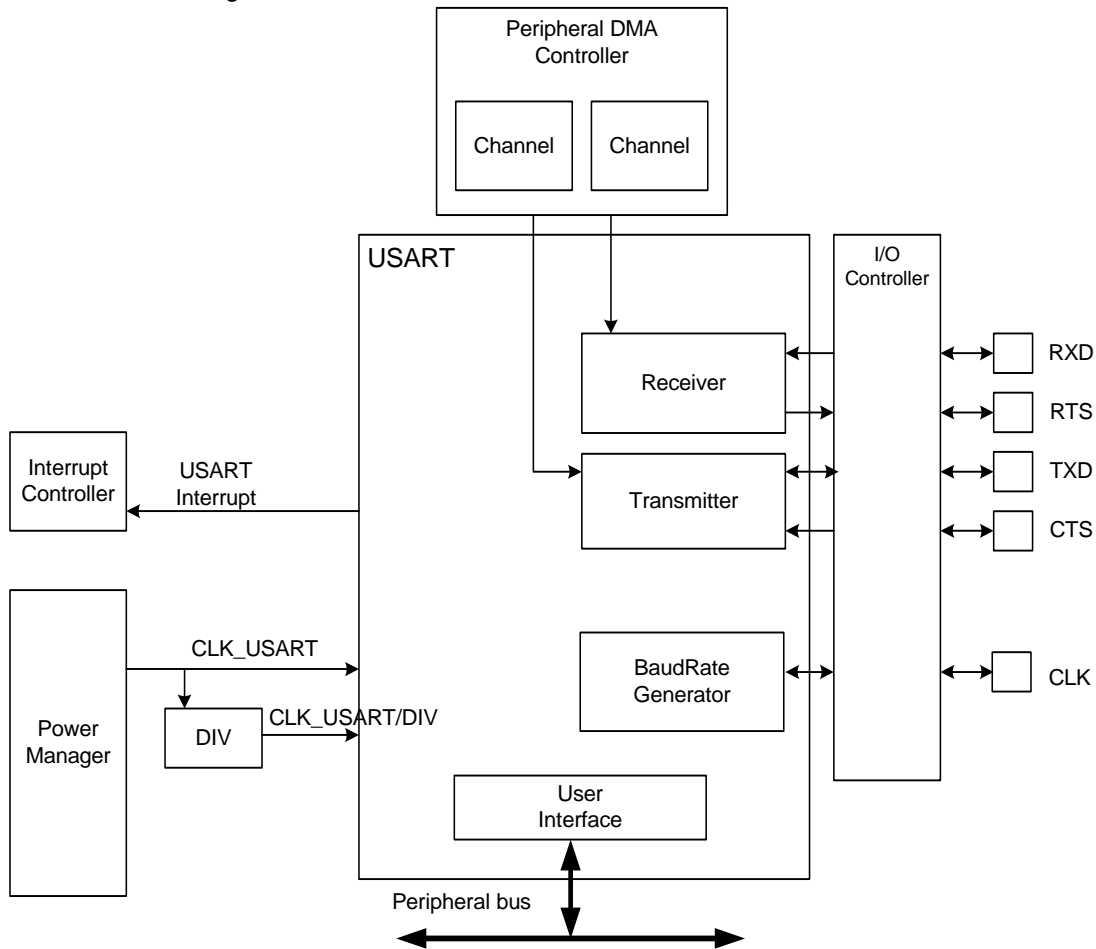 Peripheral DMA
Controller
Channel
Channel
USART
I/O
Controller
Receiver
RXD
RTS
Interrupt
Controller
USART
Interrupt
Transmitter
TXD
CTS
CLK_USART
BaudRate
Generator
CLK
Power
Manager
DIV
CLK_USART/DIV
User
Interface
Peripheral bus